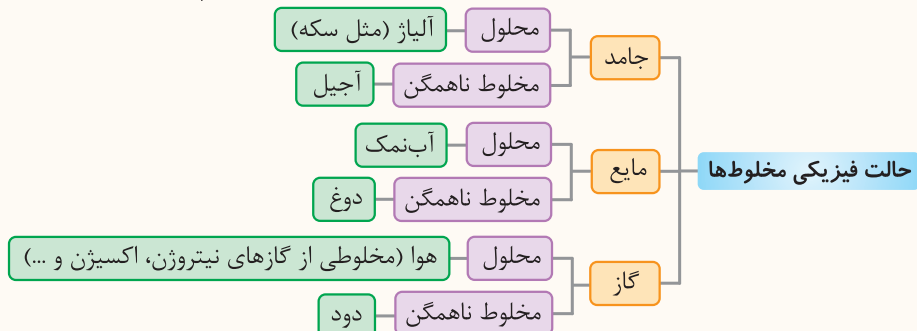 حالت فیزیکی مخلوط‌ها
جامد
محلول
آلیاژ (مثل سکه)
مخلوط ناهمگن
آجیل
مایع
محلول
آب‌نمک
مخلوط ناهمگن
دوغ
گاز
محلول
هوا (مخلوطی از گازهای نیتروژن، اکسیژن و ...)
مخلوط ناهمگن
دود